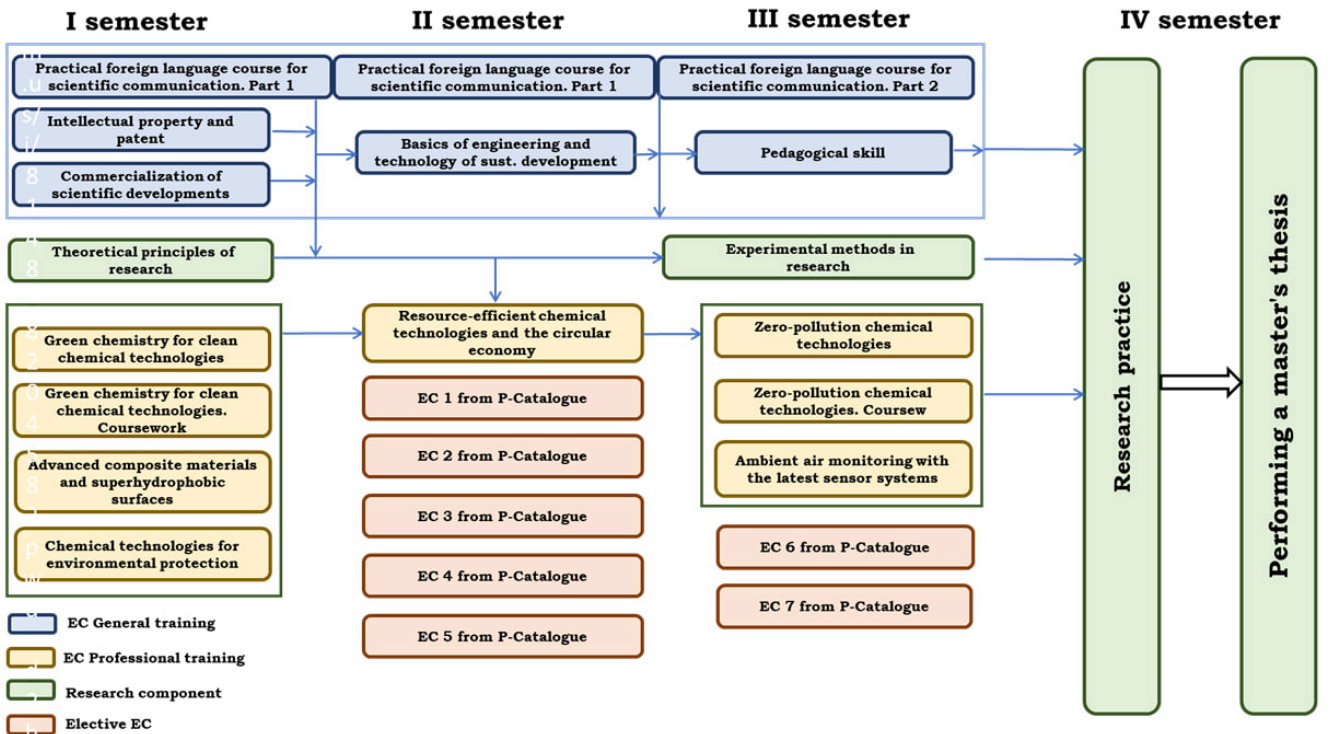 I semester
II semester
III semester
IV semester
Practical foreign language course for
scientific communication. Part 1
Practical foreign language course for
scientific communication. Part 1
Practical foreign language course for
scientific communication. Part 2
Intellectual property and
patent
Commercialization of
scientific developments
Basics of engineering and
technology of sust. development
Pedagogical skill
Theoretical principles of
research
Experimental methods in
research
Green chemistry for clean
chemical technologies
Green chemistry for clean
chemical technologies.
Coursework
Advanced composite materials
and superhydrophobic
surfaces
Chemical technologies for
environmental protection
Resource-efficient chemical
technologies and the circular
economy
EC 1 from P-Catalogue
EC 2 from P-Catalogue
EC 3 from P-Catalogue
EC 4 from P-Catalogue
EC 5 from P-Catalogue
Zero-pollution chemical
technologies
Zero-pollution chemical
technologies. Coursew
Ambient air monitoring with
the latest sensor systems
EC 6 from P-Catalogue
EC 7 from P-Catalogue
Research practice
Performing a master's thesis
EC General training
EC Professional training
Research component
Elective EC